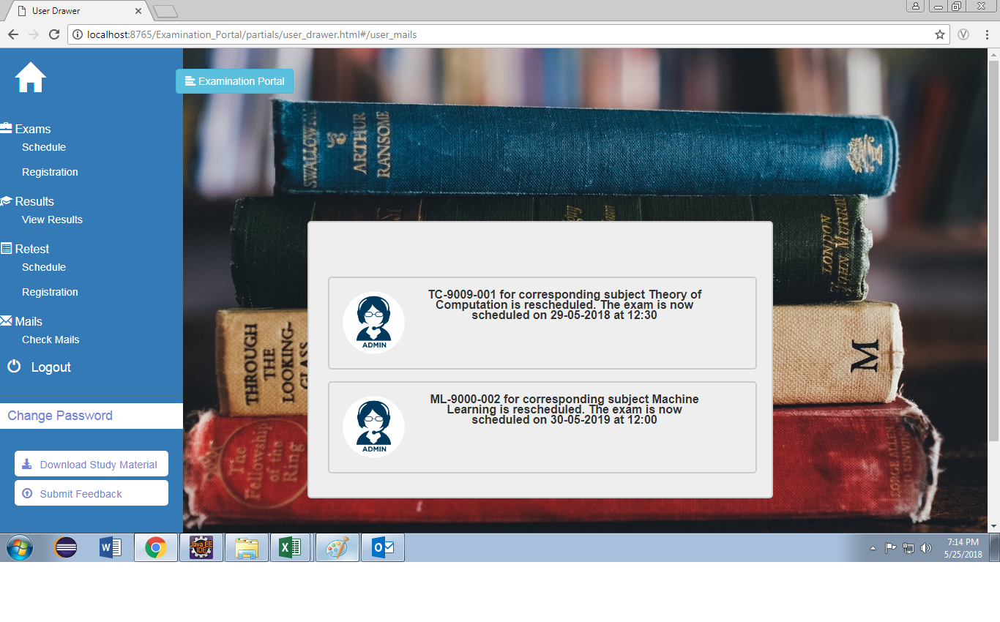 User Drawer
localhost:8765/Examination_Portal/partials/user_drawer.html#/user_mails
Examination Portal
Exams
Schedule
Registration
Results
View Results
Retest
Schedule
Registration
Mails
Check Mails
Logout
Change Password
Download Study Material
Submit Feedback
SWALLOW
ARTHUR
RANSOME
LONDON
JOHN MURRAY
THROUGH
THE
LOOKING-
GLASS
M
The
Fellowship
of the
Ring
TC-9009-001 for corresponding subject Theory of
Computation is rescheduled. The exam is now
scheduled on 29-05-2018 at 12:30
ADMIN
ML-9000-002 for corresponding subject Machine
Learning is rescheduled. The exam is now
scheduled on 30-05-2019 at 12:00
ADMIN
Java EE
IDE
7:14 PM
5/25/2018